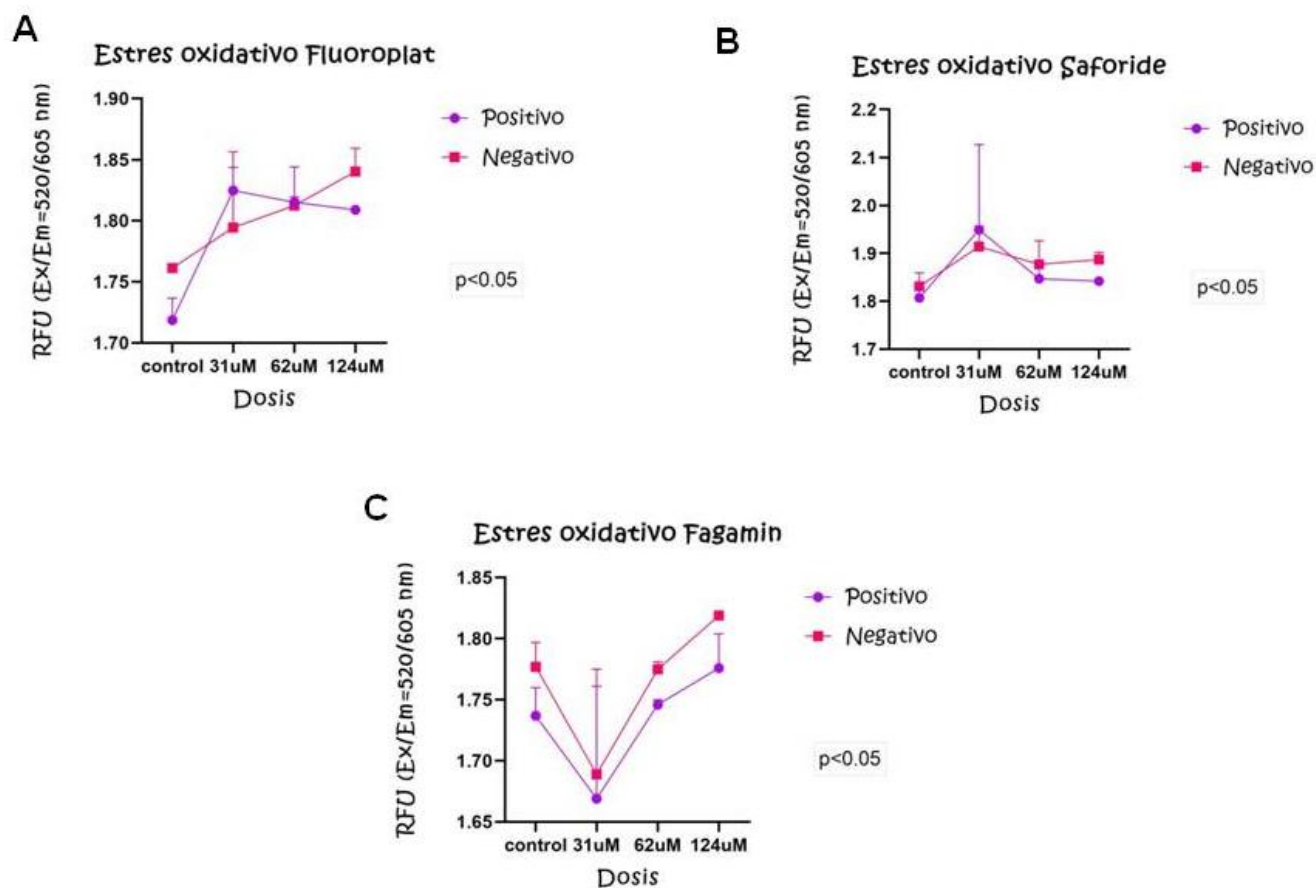 A
Estres oxidativo Fluoroplat
RFU (Ex/Em=520/605 nm)
1.90
1.85
1.80
1.75
1.70
control 31uM 62uM 124uM
Dosis
Positivo
Negativo
p<0.05
B
Estres oxidativo Saforide
RFU (Ex/Em=520/605 nm)
2.2
2.1
2.0
1.9
1.8
1.7
control 31uM 62uM 124uM
Dosis
Positivo
Negativo
p<0.05
C
Estres oxidativo Fagamin
RFU (Ex/Em=520/605 nm)
1.85
1.80
1.75
1.70
1.65
control 31uM 62uM 124uM
Dosis
Positivo
Negativo
p<0.05